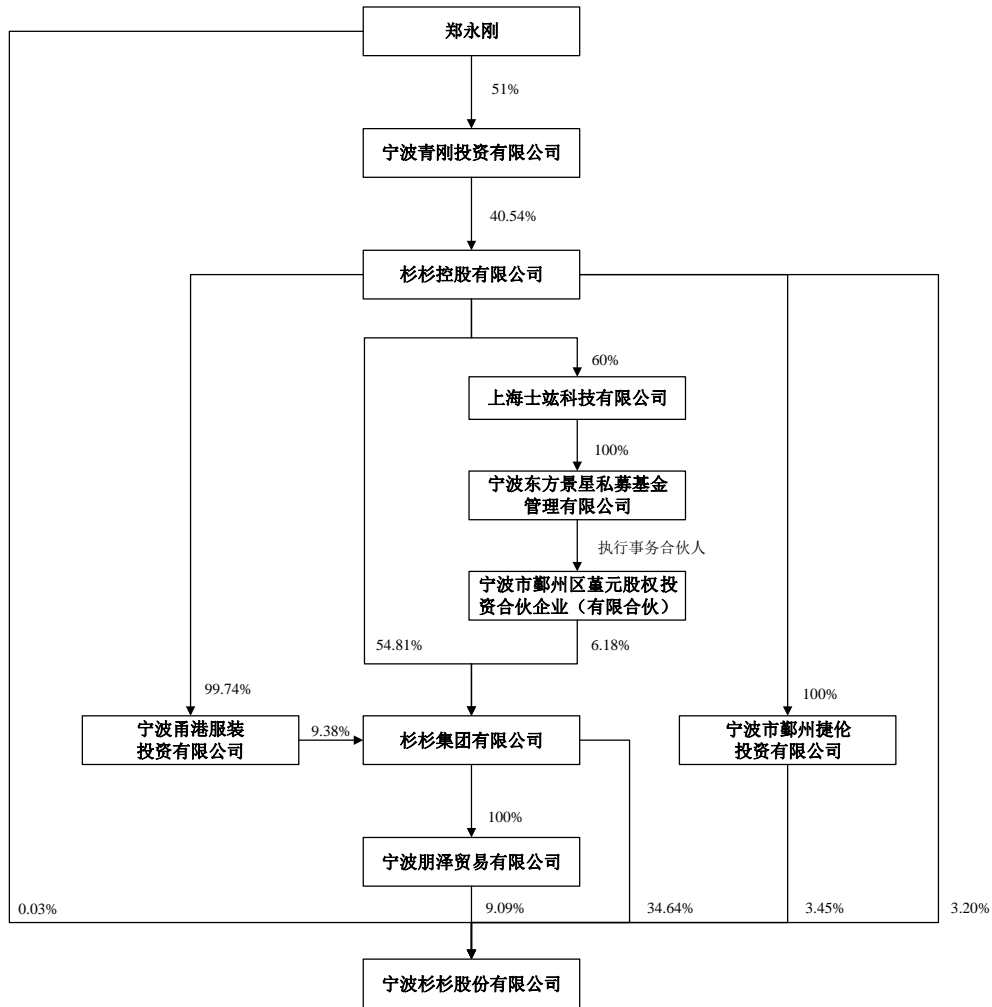 郑永刚
51%
宁波青刚投资有限公司
40.54%
杉杉控股有限公司
60%
上海士竑科技有限公司
100%
宁波东方景星私募基金
管理有限公司
执行事务合伙人
宁波市鄞州区堇元股权投
资合伙企业（有限合伙）
54.81%
6.18%
99.74%
100%
宁波甬港服装
投资有限公司
9.38%
杉杉集团有限公司
宁波市鄞州捷伦
投资有限公司
100%
宁波朋泽贸易有限公司
0.03%
9.09%
34.64%
3.45%
3.20%
宁波杉杉股份有限公司